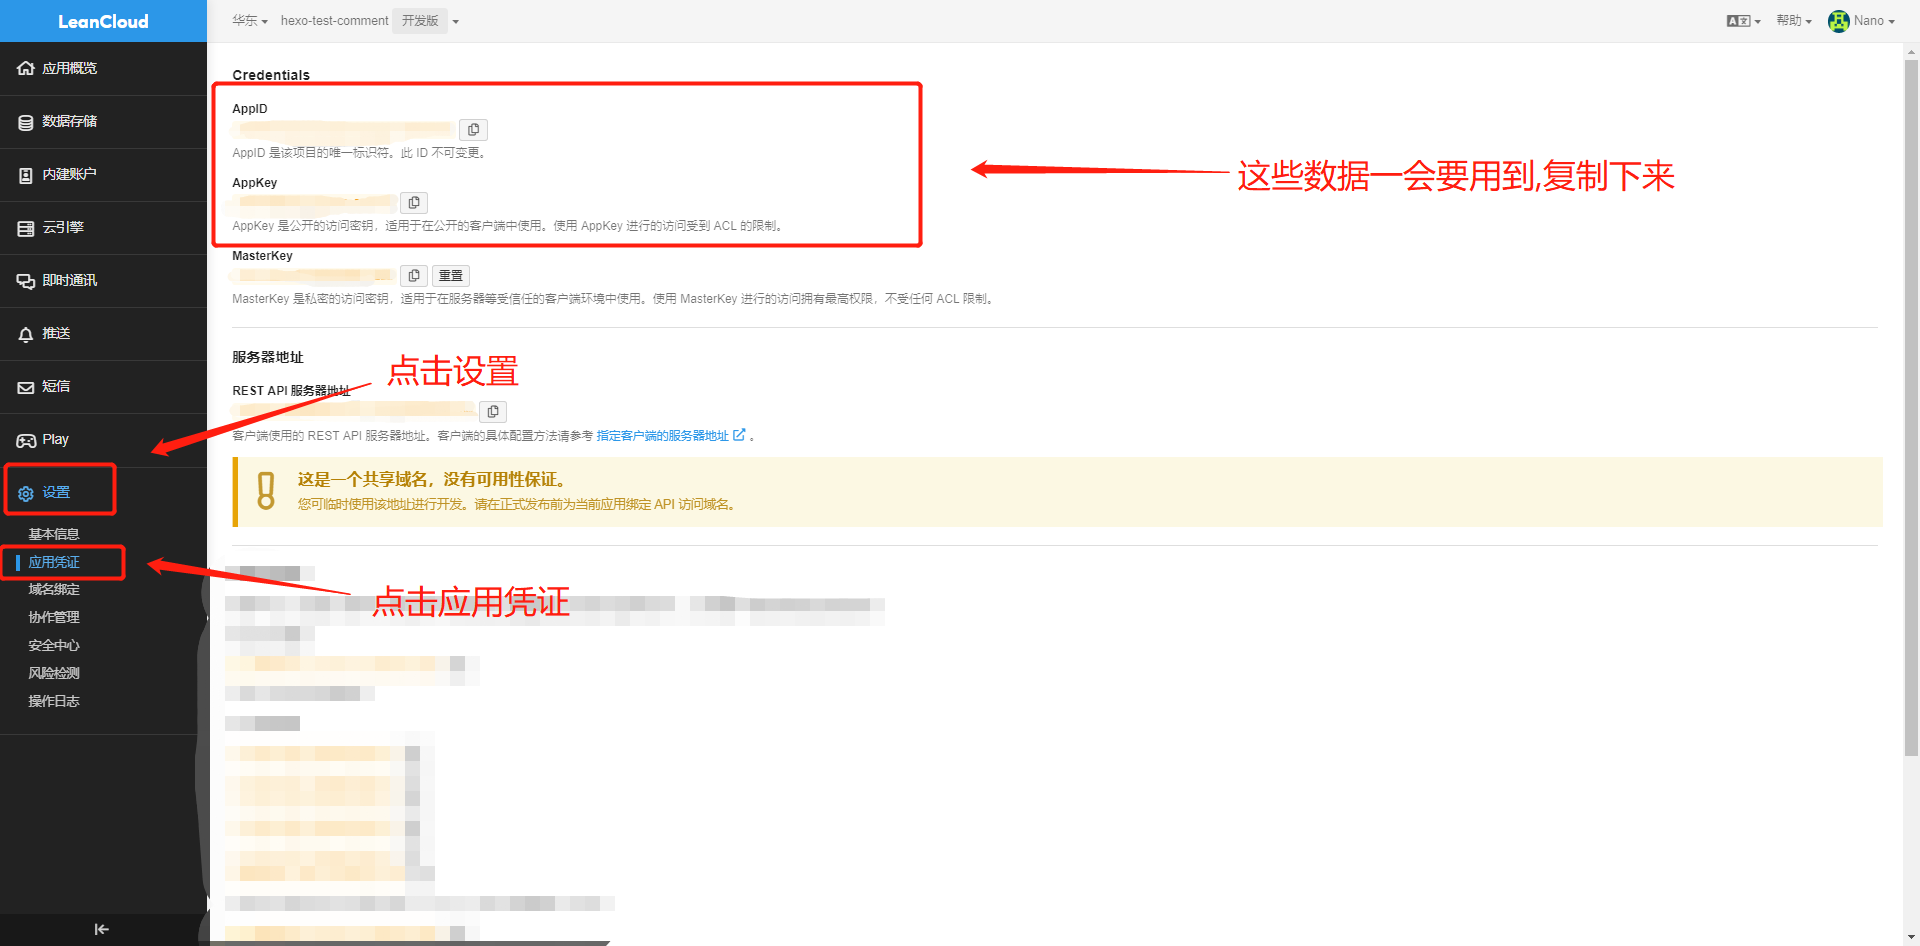 LeanCloud
华东
hexo-test-comment
开发版
帮助
Nano
应用概览
数据存储
内建账户
云引擎
即时通讯
推送
短信
Play
设置
基本信息
应用凭证
域名绑定
协作管理
安全中心
风险检测
操作日志
Credentials
AppID
AppID 是该项目的唯一标识符。此 ID 不可变更。
AppKey
AppKey 是公开的访问密钥，适用于在公开的客户端中使用。使用 AppKey 进行的访问受到 ACL 的限制。
这些数据一会要用到,复制下来
MasterKey
重置
MasterKey 是私密的访问密钥，适用于在服务器等受信任的客户端环境中使用。使用 MasterKey 进行的访问拥有最高权限，不受任何 ACL 限制。
服务器地址
点击设置
REST API 服务器地址
客户端使用的 REST API 服务器地址。客户端的具体配置方法请参考 指定客户端的服务器地址 。
这是一个共享域名，没有可用性保证。
您可临时使用该地址进行开发。请在正式发布前为当前应用绑定 API 访问域名。
点击应用凭证